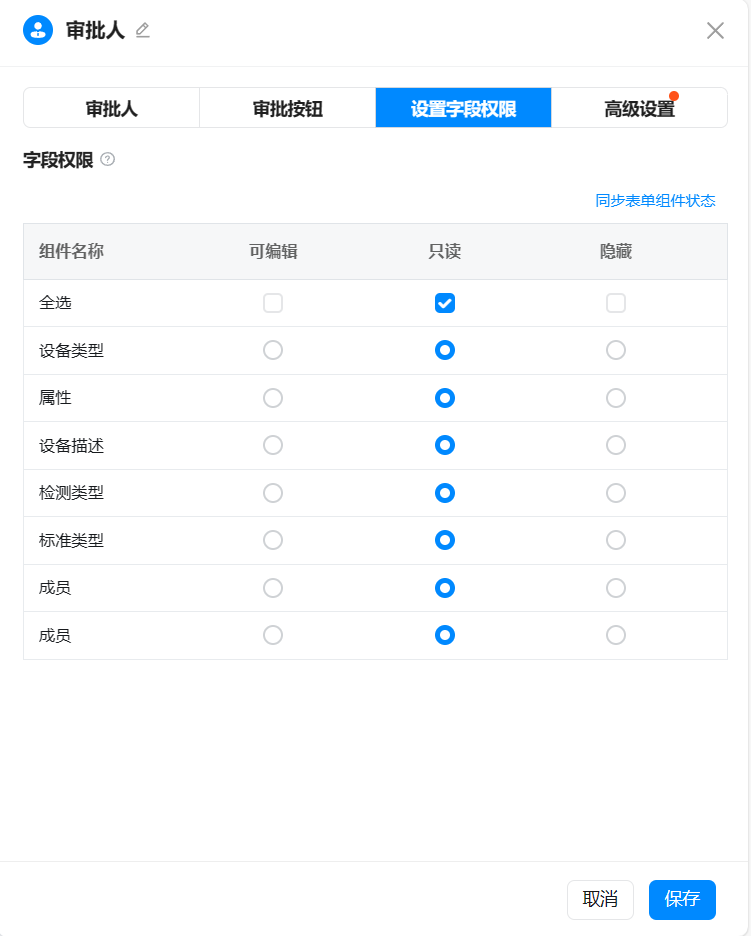 审批人
审批人 审批按钮 设置字段权限 高级设置
字段权限 ?
同步表单组件状态
组件名称 可编辑 只读 隐藏
全选
设备类型
属性
设备描述
检测类型
标准类型
成员
成员
取消 保存